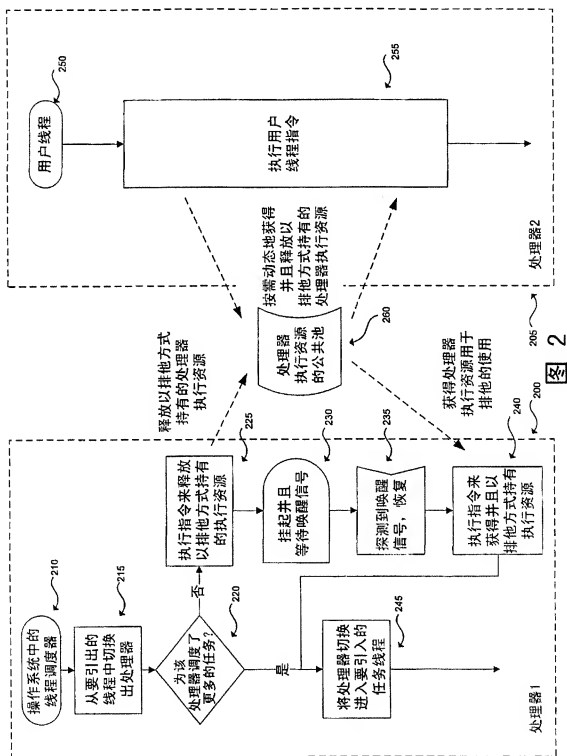 操作系统中的
线程调度器
210
从要引出的
线程中切换
出处理器
215
为该
处理器调度了
更多的任务?
220
否
是
执行指令来释放
以排他方式持有
的执行资源
225
挂起并且
等待唤醒信号
230
探测到唤醒
信号，恢复
235
执行指令来
获得并且以
排他方式持有
执行资源
240
将处理器切换
进入要引入的
任务线程
245
处理器1
200
释放以排他方式
持有的处理器
执行资源
处理器
执行资源
的公共池
260
获得处理器
执行资源用于
排他的使用
按需动态地获得
并且释放以
排他方式持有的
处理器执行资源
用户线程
250
执行用户
线程指令
255
处理器2
205
图 2